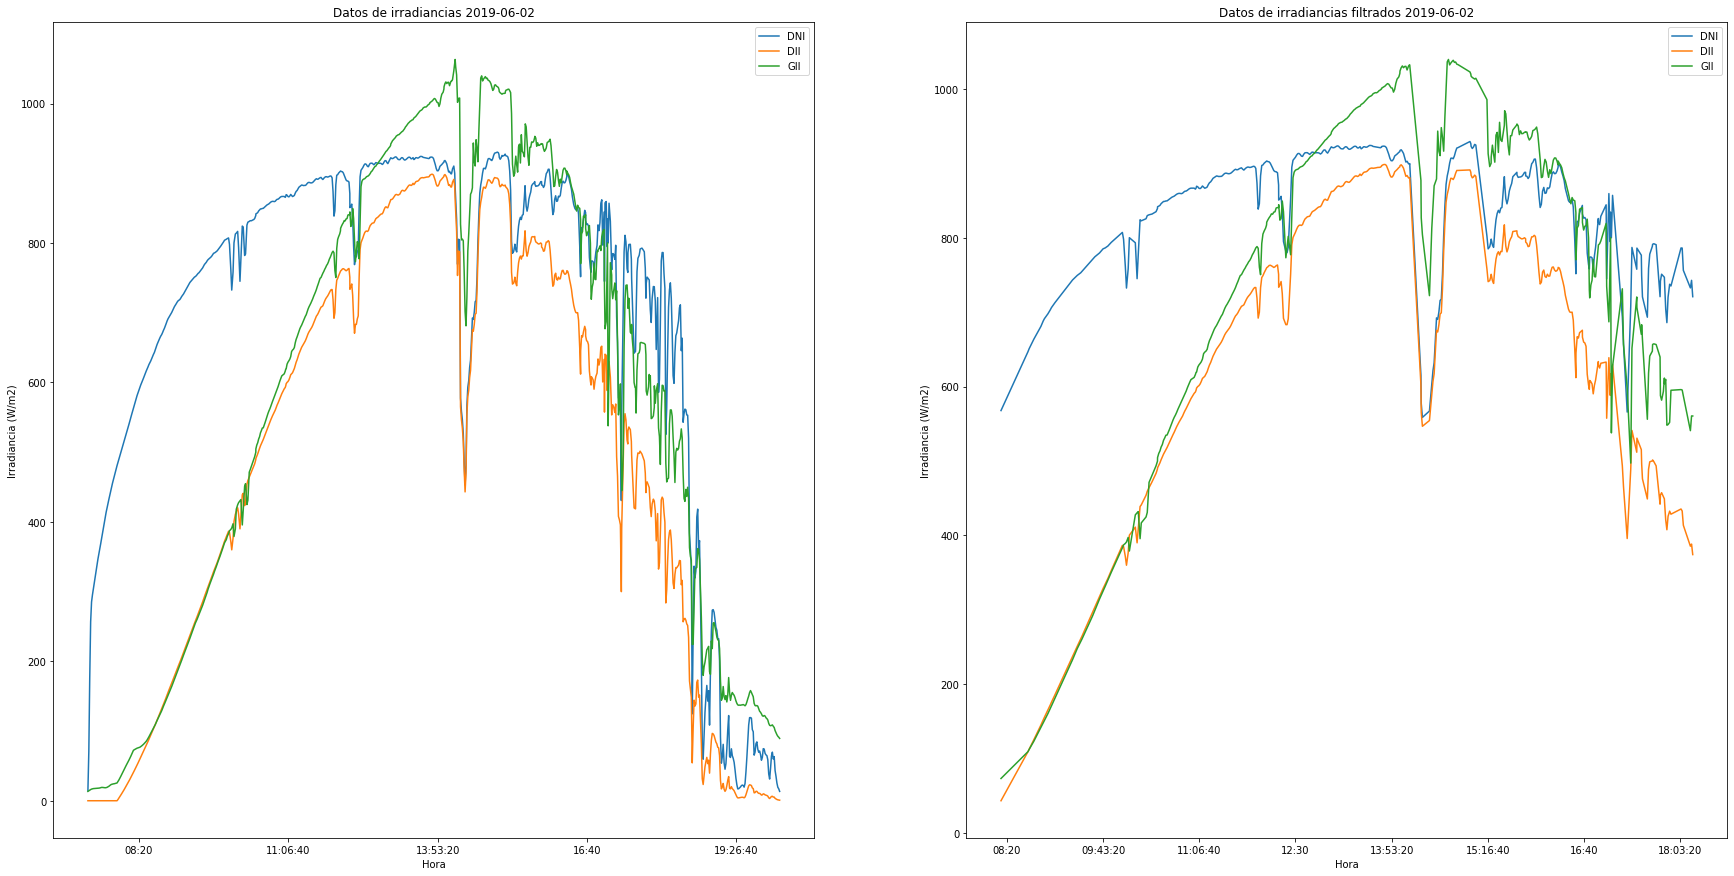 Datos de irradiancias 2019-06-02
DNI
DII
GII
1000
800
600
400
200
0
Irradiancia (W/m2)
08:20
11:06:40
13:53:20
16:40
19:26:40
Hora
Datos de irradiancias filtrados 2019-06-02
DNI
DII
GII
1000
800
600
400
200
0
Irradiancia (W/m2)
08:20
09:43:20
11:06:40
12:30
13:53:20
15:16:40
16:40
18:03:20
Hora